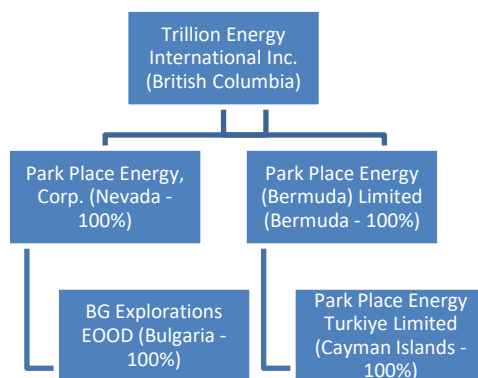 Trillion Energy
International Inc.
(British Columbia)
Park Place Energy,
Corp. (Nevada -
100%)
Park Place Energy
(Bermuda) Limited
(Bermuda - 100%)
BG Explorations
EOOD (Bulgaria -
100%)
Park Place Energy
Turkiye Limited
(Cayman Islands -
100%)